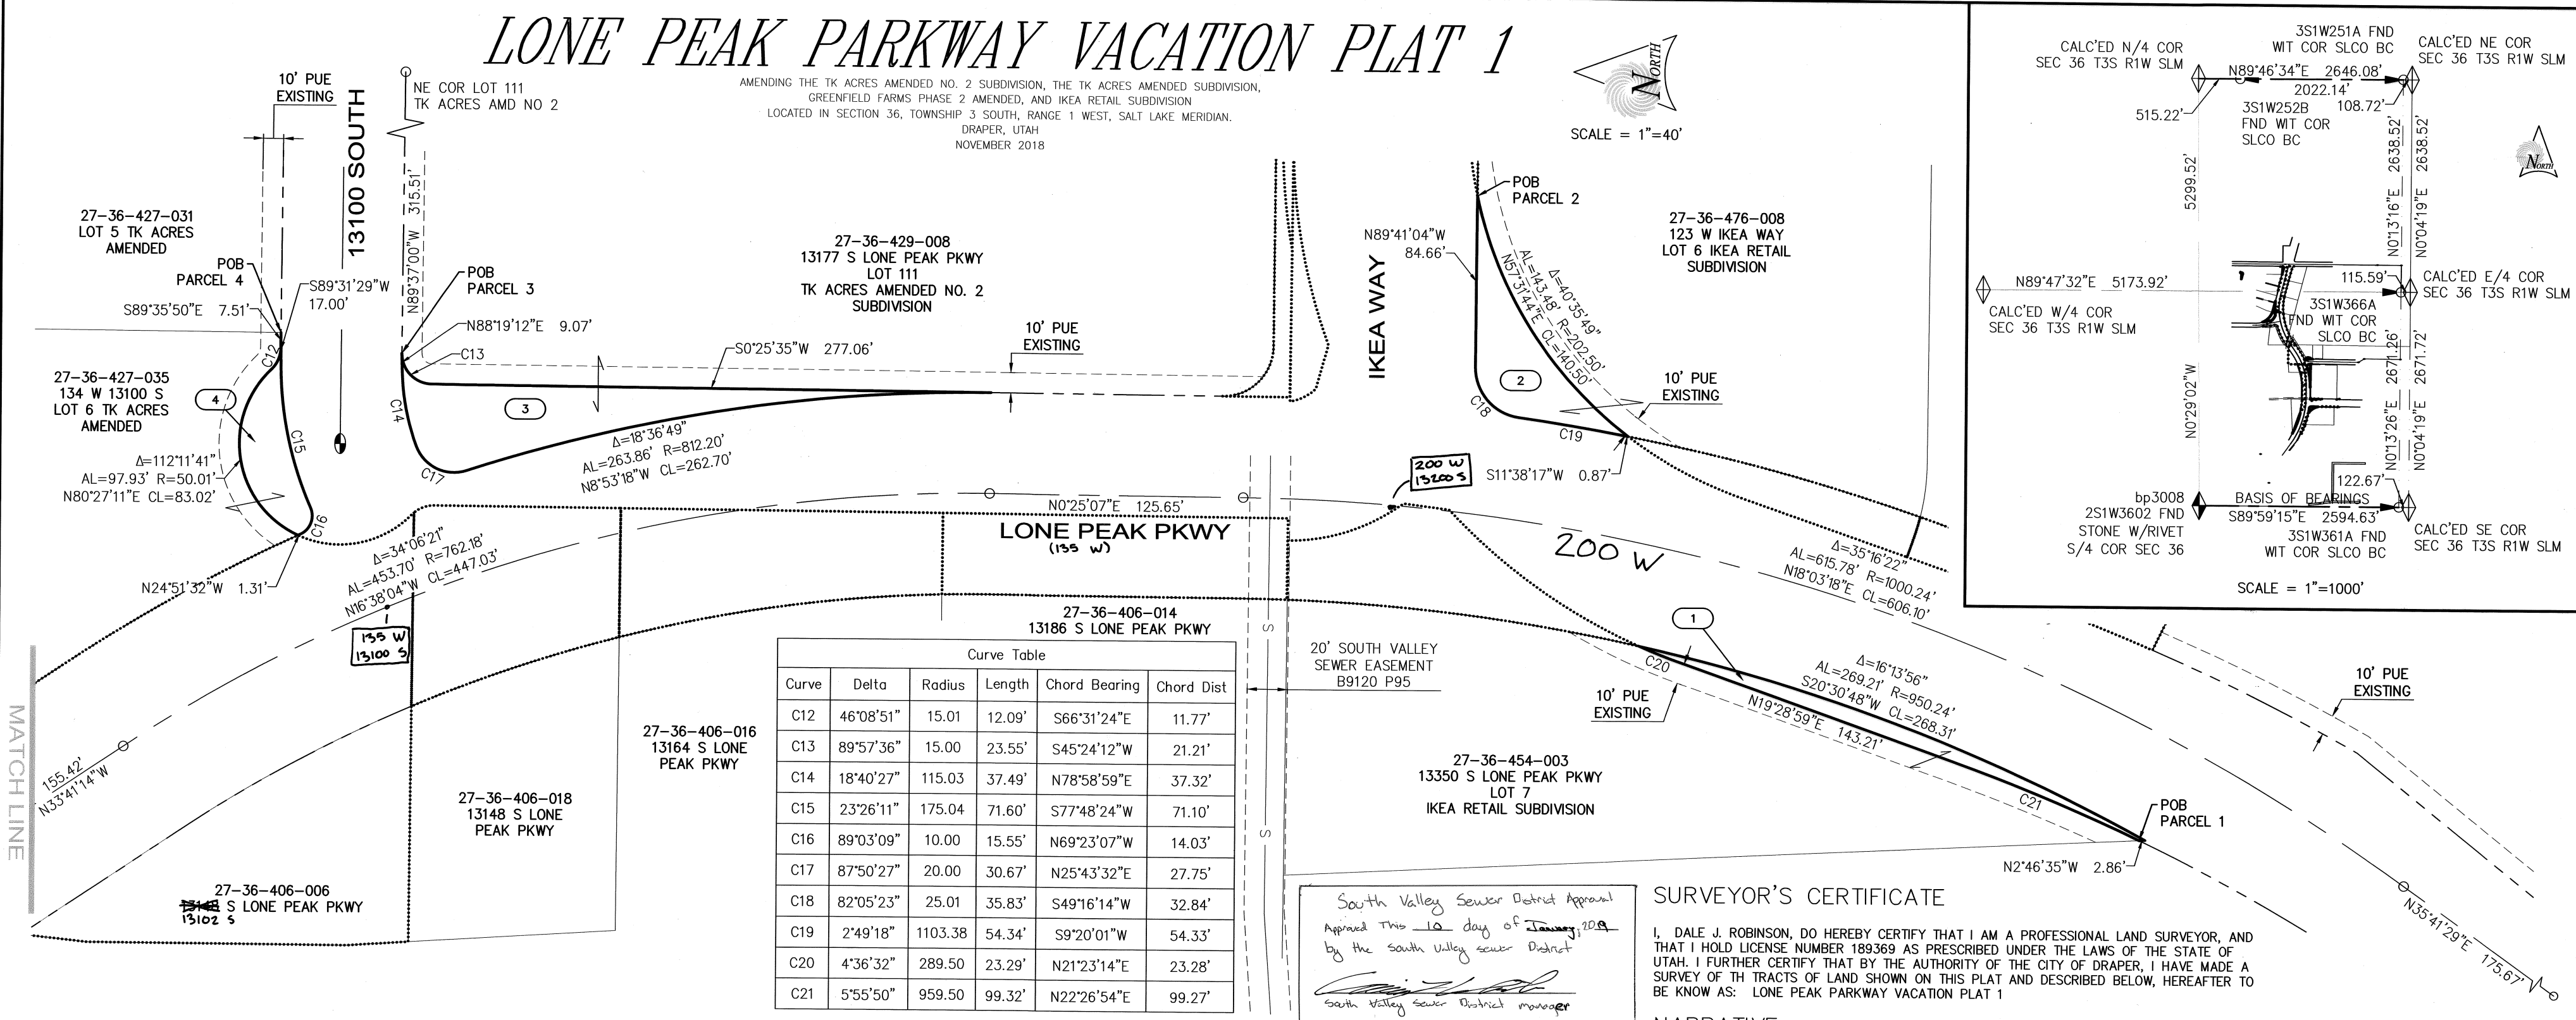 LONE PEAK PARKWAY VACATION PLAT 1
AMENDING THE TK ACRES AMENDED NO. 2 SUBDIVISION, THE TK ACRES AMENDED SUBDIVISION,
GREENFIELD FARMS PHASE 2 AMENDED, AND IKEA RETAIL SUBDIVISION
LOCATED IN SECTION 36, TOWNSHIP 3 SOUTH, RANGE 1 WEST, SALT LAKE MERIDIAN.
DRAPER, UTAH
NOVEMBER 2018
NORTH
SCALE = 1"=40'
10' PUE
EXISTING
13100 SOUTH
NE COR LOT 111
TK ACRES AMD NO 2
N89°37'00"W 315.51'
27-36-427-031
LOT 5 TK ACRES
AMENDED
POB
PARCEL 4
S89°35'50"E 7.51'
S89°31'29"W
17.00'
POB
PARCEL 3
N88°19'12"E 9.07'
C13
C12
27-36-427-035
134 W 13100 S
LOT 6 TK ACRES
AMENDED
4
C15
C14
Δ=112°11'41"
AL=97.93' R=50.01'
N80°27'11"E CL=83.02'
C16
C17
N24°51'32"W 1.31'
27-36-429-008
13177 S LONE PEAK PKWY
LOT 111
TK ACRES AMENDED NO. 2
SUBDIVISION
S0°25'35"W 277.06'
10' PUE
EXISTING
3
Δ=18°36'49"
AL=263.86' R=812.20'
N8°53'18"W CL=262.70'
Δ=34°06'21"
AL=453.70' R=762.18'
N16°38'04"W CL=447.03'
135 W
13100 S
N0°25'07"E 125.65'
LONE PEAK PKWY
(135 W)
IKEA WAY
N89°41'04"W
84.66'
POB
PARCEL 2
Δ=40°35'49"
AL=143.48' R=202.50'
N57°31'44"E CL=140.50'
27-36-476-008
123 W IKEA WAY
LOT 6 IKEA RETAIL
SUBDIVISION
10' PUE
EXISTING
2
C18
C19
S11°38'17"W 0.87'
200 W
13200 S
200 W
Δ=35°16'22"
AL=615.78' R=1000.24'
N18°03'18"E CL=606.10'
1
C20
10' PUE
EXISTING
Δ=16°13'56"
AL=269.21' R=950.24'
S20°30'48"W CL=268.31'
N19°28'59"E 143.21'
C21
POB
PARCEL 1
N2°46'35"W 2.86'
10' PUE
EXISTING
N35°41'29"E 175.67'
27-36-454-003
13350 S LONE PEAK PKWY
LOT 7
IKEA RETAIL SUBDIVISION
20' SOUTH VALLEY
SEWER EASEMENT
B9120 P95
S
S
27-36-406-014
13186 S LONE PEAK PKWY
27-36-406-016
13164 S LONE
PEAK PKWY
27-36-406-018
13148 S LONE
PEAK PKWY
27-36-406-006
S LONE PEAK PKWY
13102 S
155.42'
N33°41'14"W
MATCH LINE
Curve Table
Curve Delta Radius Length Chord Bearing Chord Dist
C12 46°08'51" 15.01 12.09' S66°31'24"E 11.77'
C13 89°57'36" 15.00 23.55' S45°24'12"W 21.21'
C14 18°40'27" 115.03 37.49' N78°58'59"E 37.32'
C15 23°26'11" 175.04 71.60' S77°48'24"W 71.10'
C16 89°03'09" 10.00 15.55' N69°23'07"W 14.03'
C17 87°50'27" 20.00 30.67' N25°43'32"E 27.75'
C18 82°05'23" 25.01 35.83' S49°16'14"W 32.84'
C19 2°49'18" 1103.38 54.34' S9°20'01"W 54.33'
C20 4°36'32" 289.50 23.29' N21°23'14"E 23.28'
C21 5°55'50" 959.50 99.32' N22°26'54"E 99.27'
South Valley Sewer District Approval
Approved This 10 day of January, 2019
by the South Valley Sewer District
South Valley Sewer District manager
SURVEYOR'S CERTIFICATE
I, DALE J. ROBINSON, DO HEREBY CERTIFY THAT I AM A PROFESSIONAL LAND SURVEYOR, AND
THAT I HOLD LICENSE NUMBER 189369 AS PRESCRIBED UNDER THE LAWS OF THE STATE OF
UTAH. I FURTHER CERTIFY THAT BY THE AUTHORITY OF THE CITY OF DRAPER, I HAVE MADE A
SURVEY OF TH TRACTS OF LAND SHOWN ON THIS PLAT AND DESCRIBED BELOW, HEREAFTER TO
BE KNOW AS: LONE PEAK PARKWAY VACATION PLAT 1
NARRATIVE
CALC'ED N/4 COR
SEC 36 T3S R1W SLM
3S1W251A FND
WIT COR SLCO BC
CALC'ED NE COR
SEC 36 T3S R1W SLM
N89°46'34"E 2646.08'
2022.14'
515.22'
3S1W252B
FND WIT COR
SLCO BC
108.72'
5299.52'
N0°13'16"E 2638.52'
N0°04'19"E 2638.52'
NORTH
N89°47'32"E 5173.92'
115.59'
CALC'ED E/4 COR
SEC 36 T3S R1W SLM
CALC'ED W/4 COR
SEC 36 T3S R1W SLM
3S1W366A
FND WIT COR
SLCO BC
N0°29'02"W
N0°13'26"E 2671.26'
N0°04'19"E 2671.72'
122.67'
bp3008
2S1W3602 FND
STONE W/RIVET
S/4 COR SEC 36
BASIS OF BEARINGS
S89°59'15"E 2594.63'
3S1W361A FND
WIT COR SLCO BC
CALC'ED SE COR
SEC 36 T3S R1W SLM
SCALE = 1"=1000'